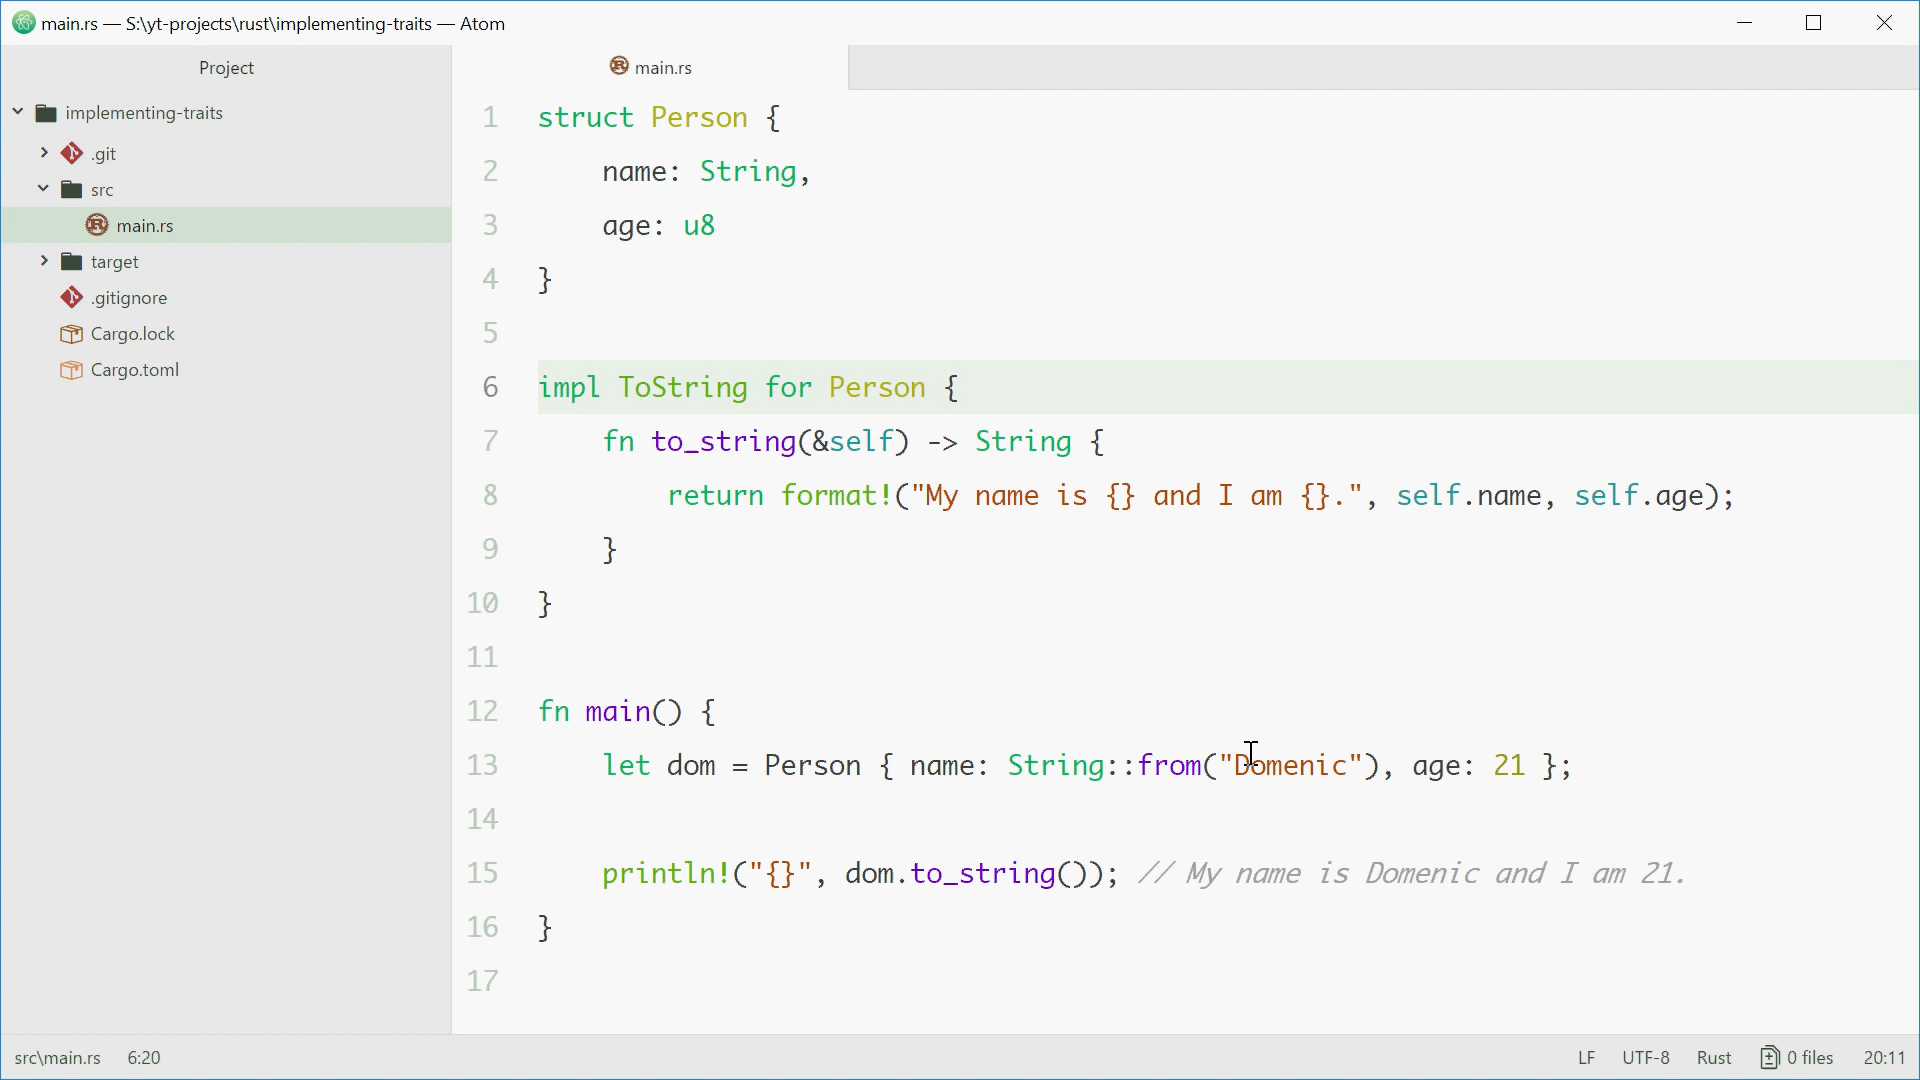 main.rs — S:\yt-projects\rust\implementing-traits — Atom
Project
main.rs
implementing-traits
.git
src
main.rs
target
.gitignore
Cargo.lock
Cargo.toml
1 struct Person {
2     name: String,
3     age: u8
4 }
5
6 impl ToString for Person {
7     fn to_string(&self) -> String {
8         return format!("My name is {} and I am {}.", self.name, self.age);
9     }
10 }
11
12 fn main() {
13     let dom = Person { name: String::from("Domenic"), age: 21 };
14
15     println!("{}", dom.to_string()); // My name is Domenic and I am 21.
16 }
17
src\main.rs 6:20 LF UTF-8 Rust 0 files 20:11